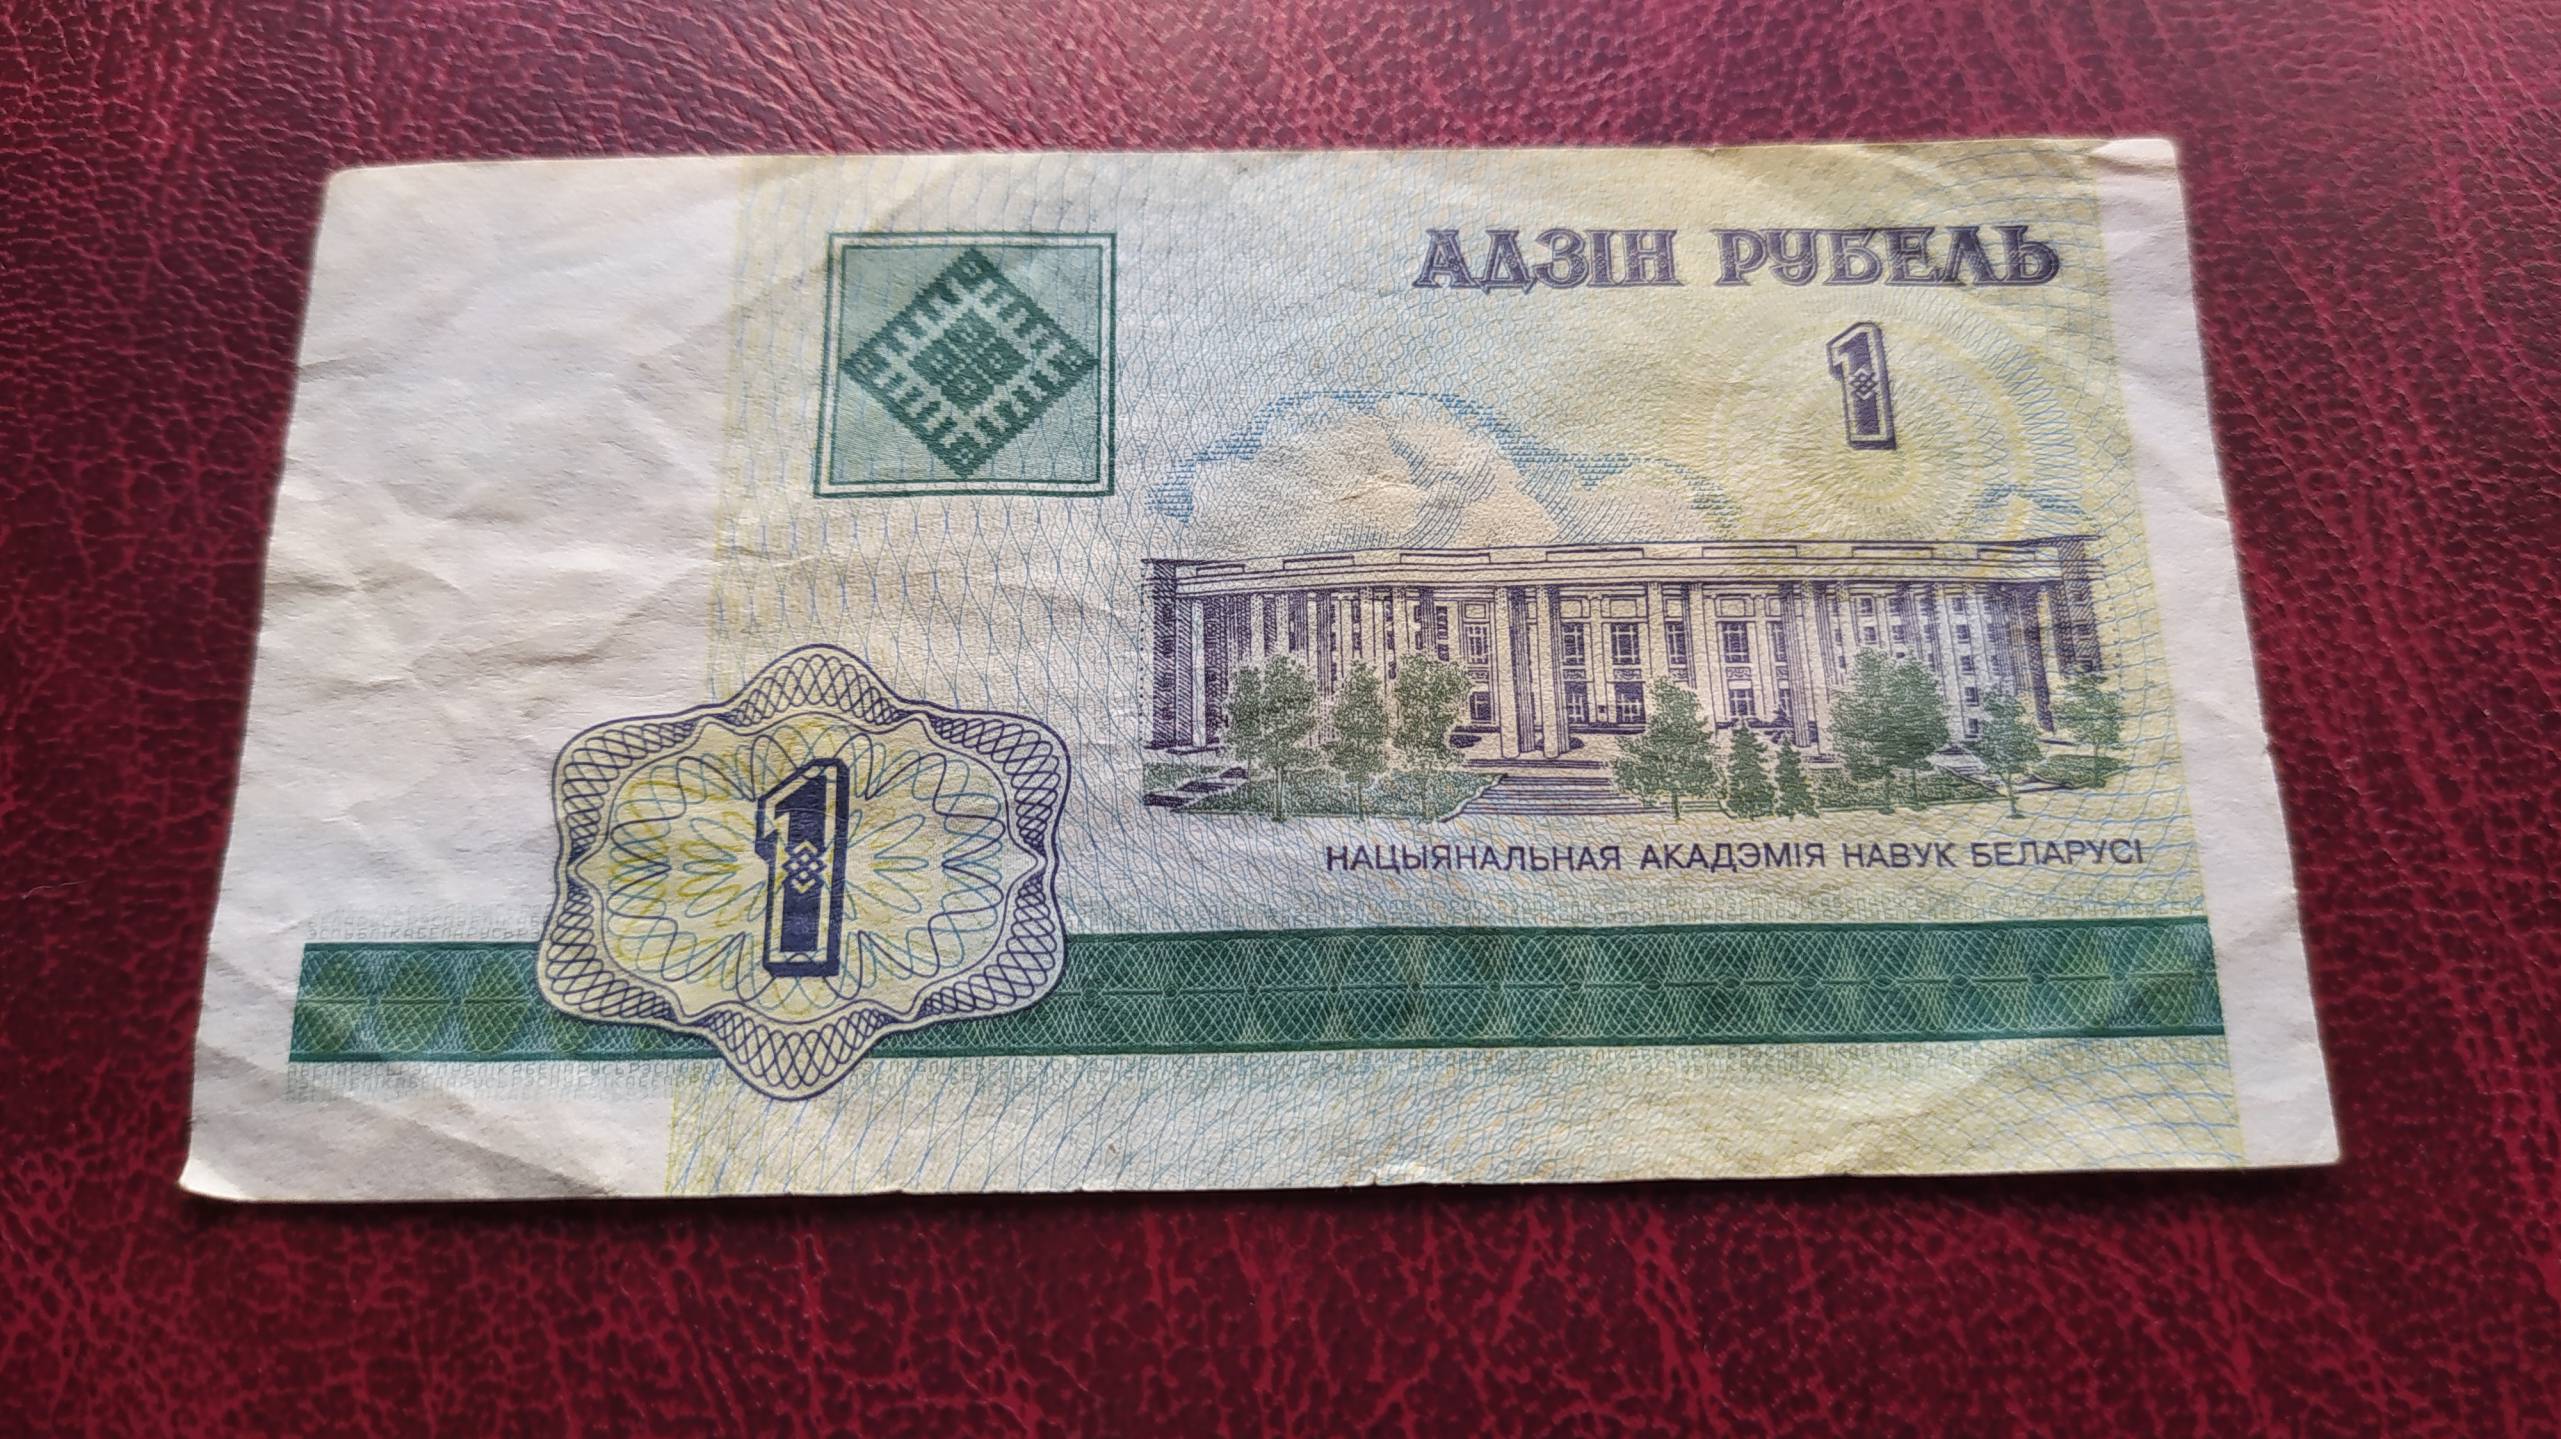 АДЗІН РУБЕЛЬ
1
НАЦЫЯНАЛЬНАЯ АКАДЭМІЯ НАВУК БЕЛАРУСІ
1